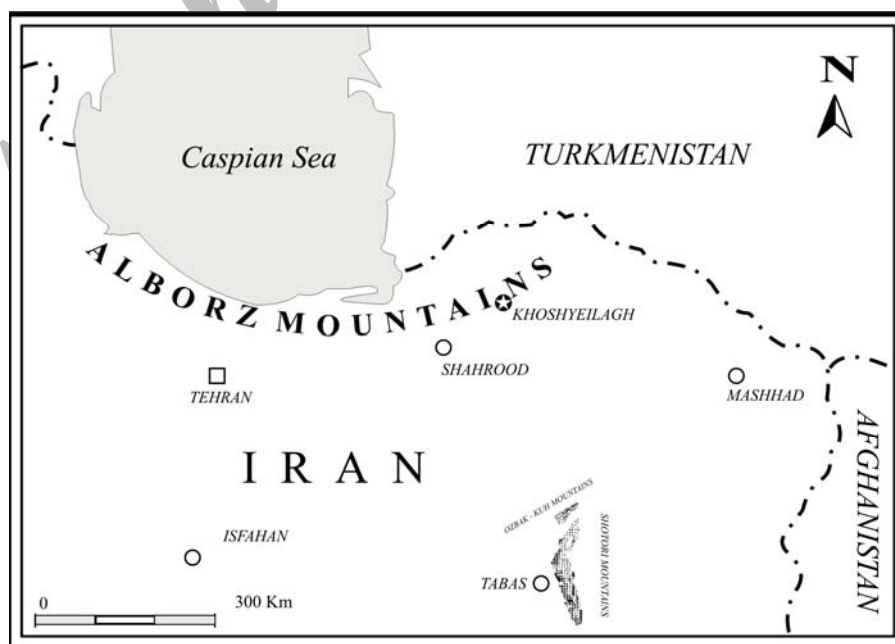 N
Caspian Sea
TURKMENISTAN
ALBORZ MOUNTAINS
KHOSHYEILAGH
SHAHROOD
TEHRAN
MASHHAD
IRAN
AFGHANISTAN
OZBAK - KUH MOUNTAINS
SHOTORI MOUNTAINS
ISFAHAN
TABAS
0 300 Km